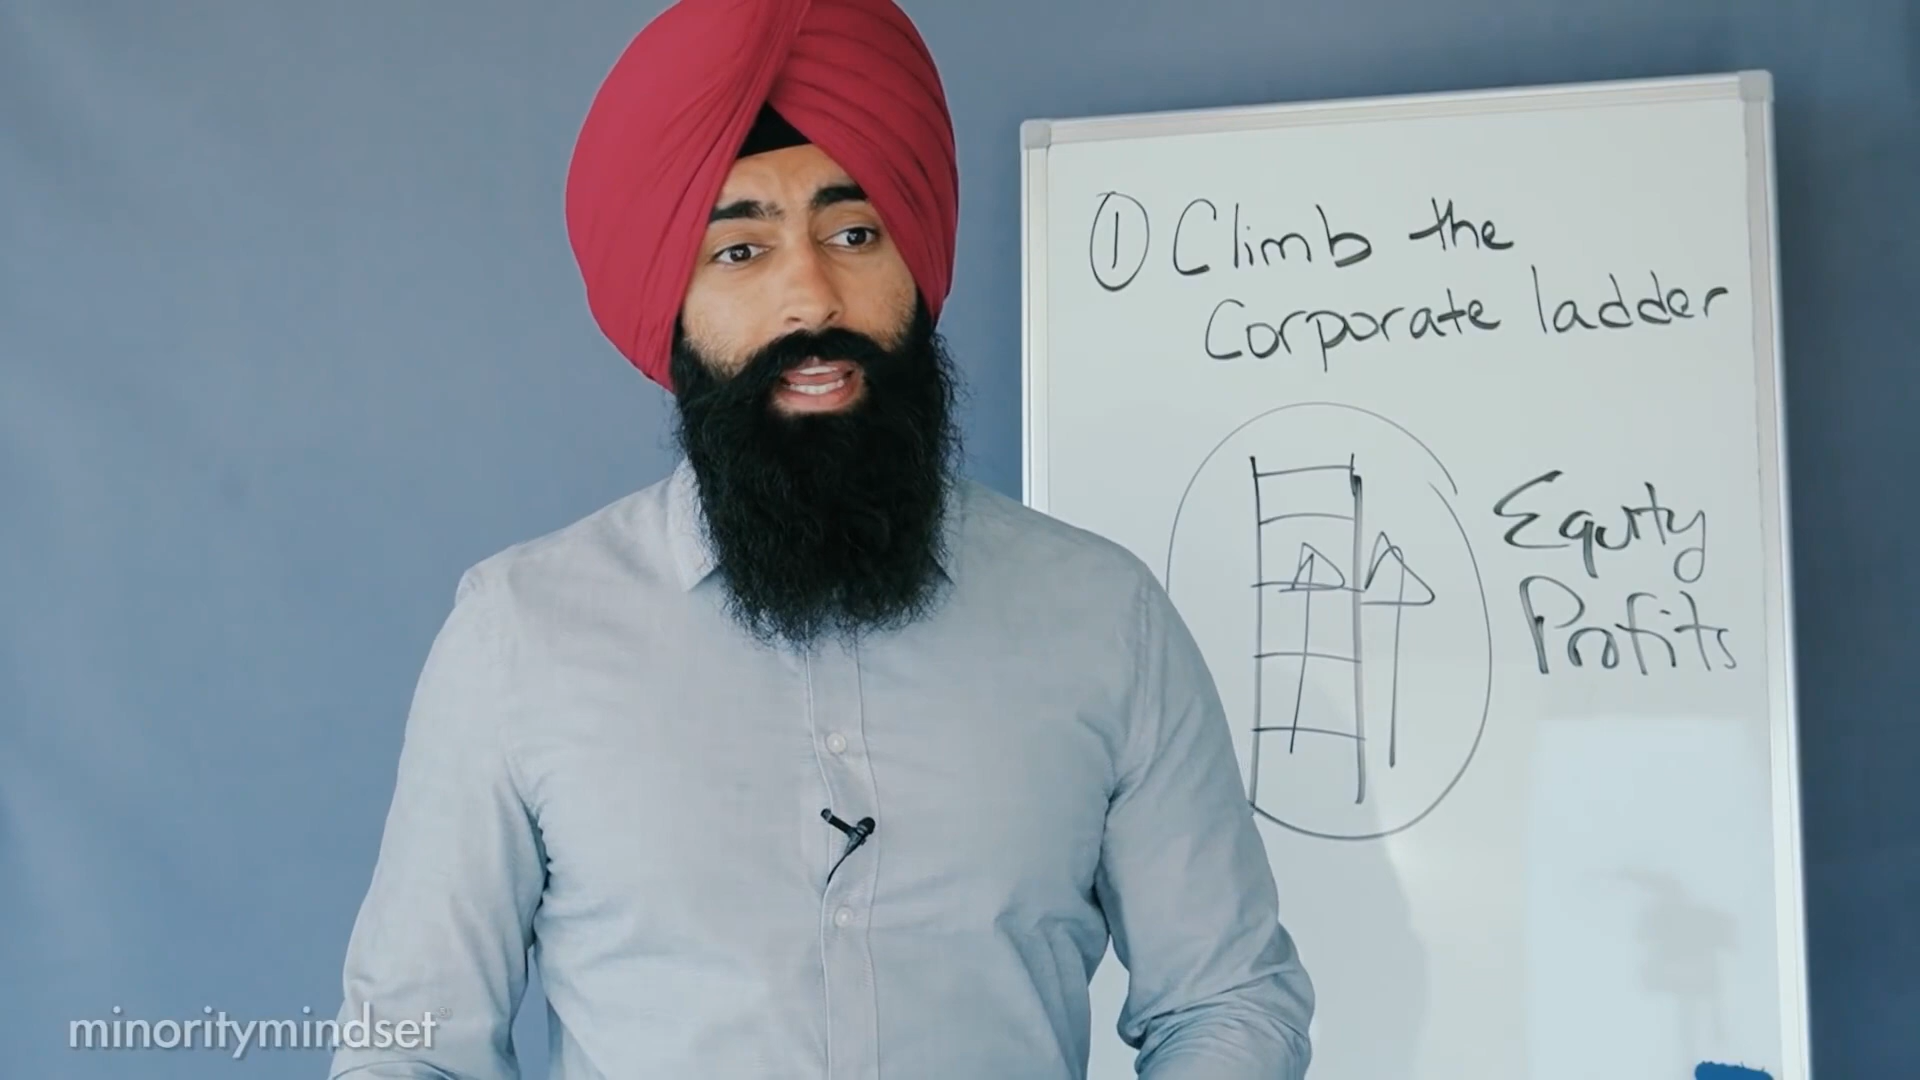 ① Climb the
Corporate ladder
Equity
Profits
minoritymindset